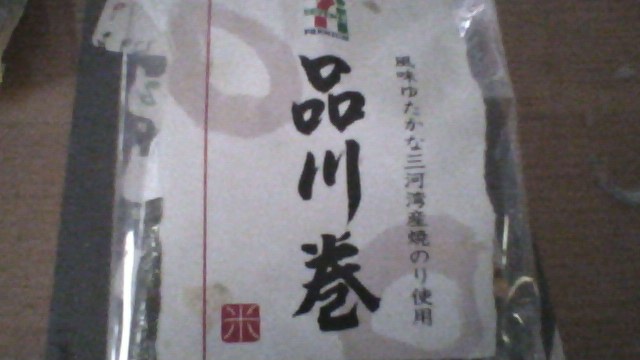 風味ゆたかな三河湾産焼のり使用
品川巻
米